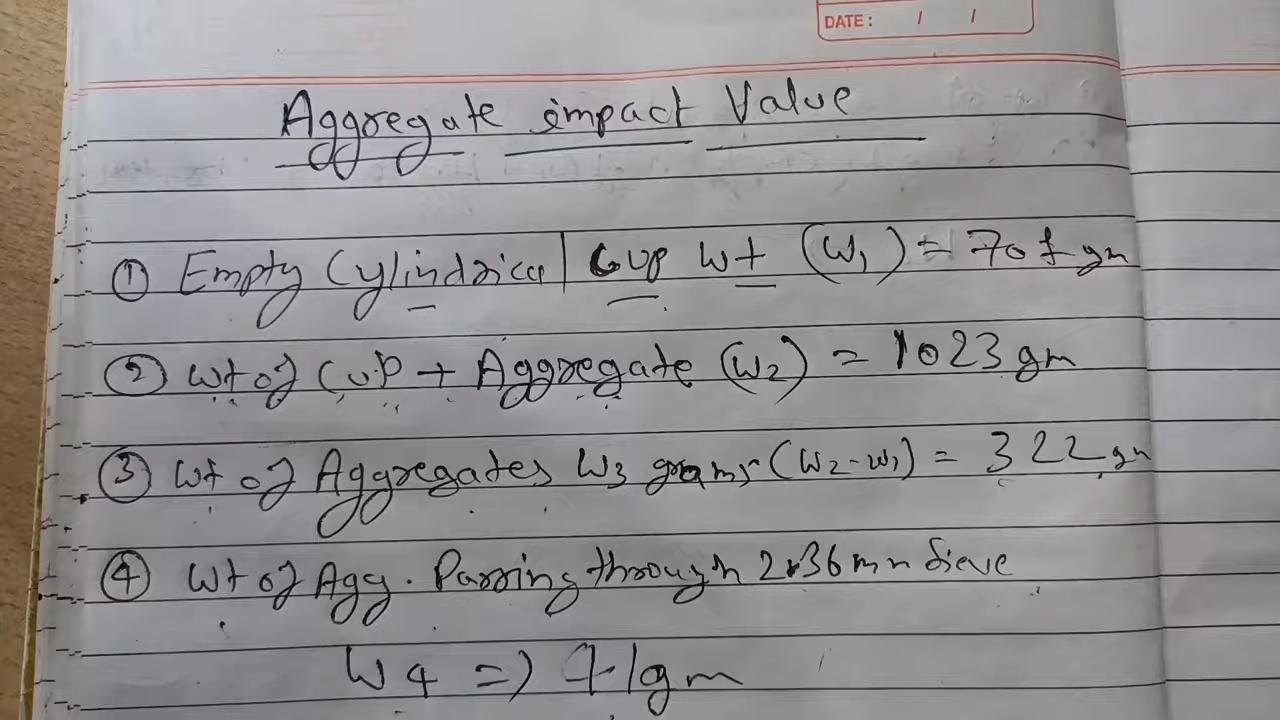 DATE: / /
Aggregate impact Value
① Empty Cylindrical Cup wt (W₁) = 701 gm
② Wt of Cup + Aggregate (W₂) = 1023 gm
③ Wt of Aggregates W3 grams (W₂-W₁) = 322 gm
④ Wt of Agg. Passing through 2.36 mm Sieve
W4 =>